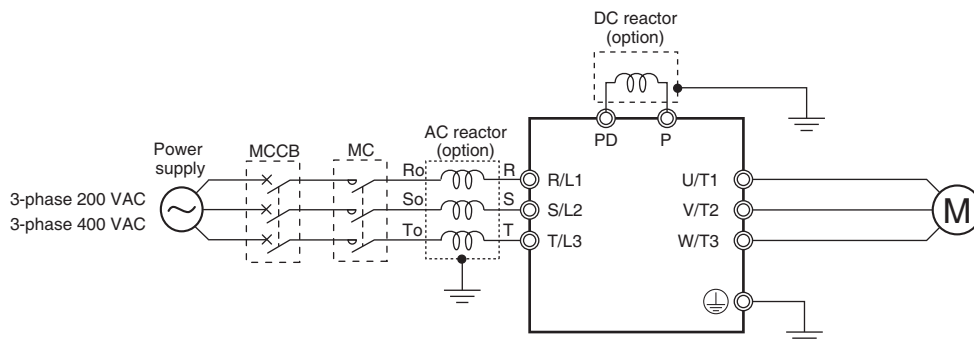 DC reactor
(option)
PD
P
AC reactor
(option)
Power
supply
MCCB
MC
3-phase 200 VAC
3-phase 400 VAC
Ro
R
R/L1
U/T1
So
S
S/L2
V/T2
To
T
T/L3
W/T3
M